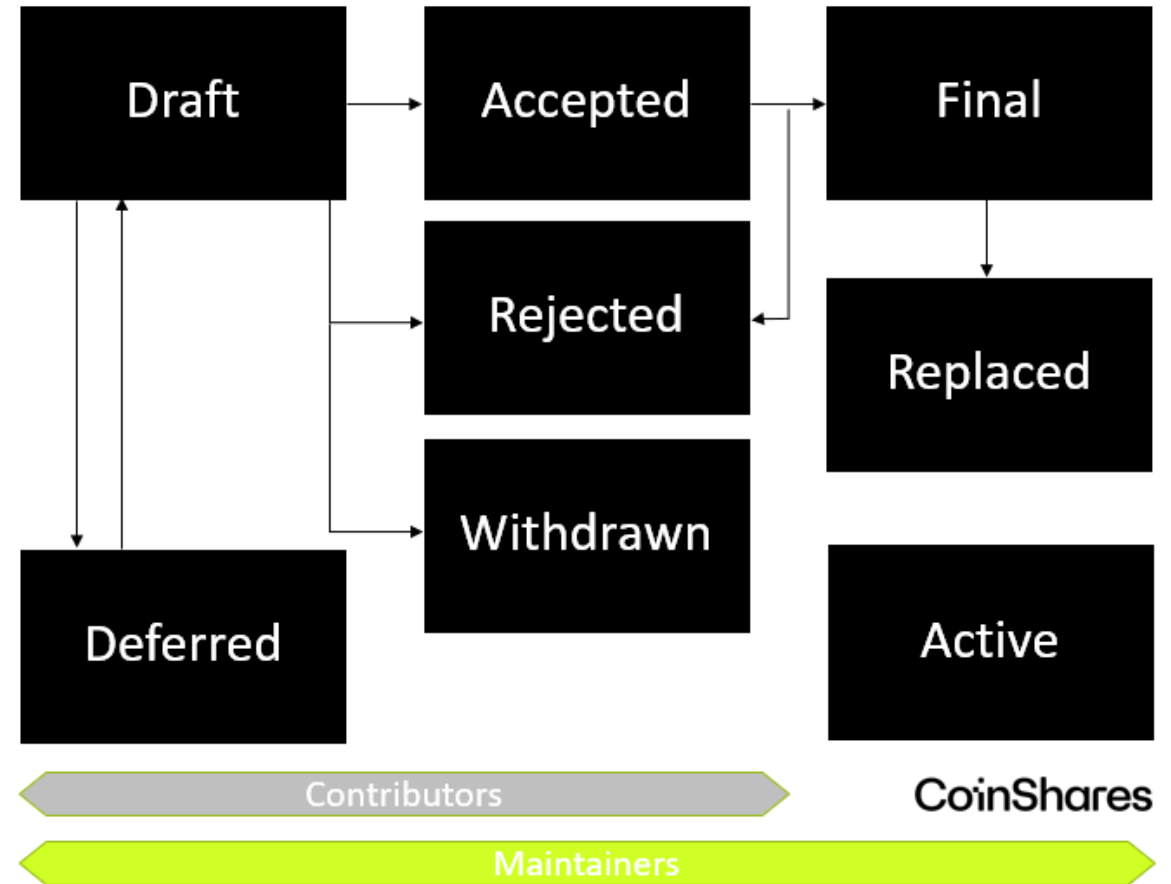 Draft
Accepted
Final
Rejected
Replaced
Withdrawn
Deferred
Active
Contributors
CoinShares
Maintainers